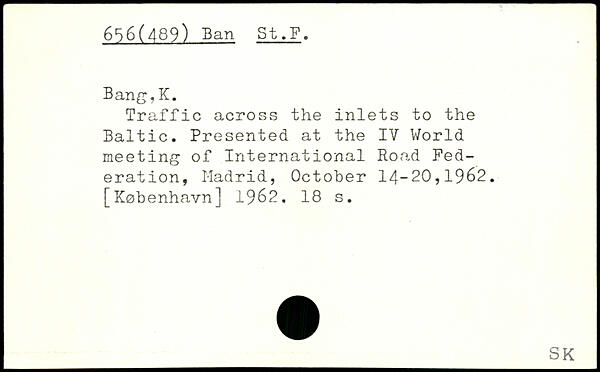 656(489) Ban St.F.
Bang,K.
Traffic across the inlets to the
Baltic. Presented at the IV World
meeting of International Road Fed-
eration, Madrid, October 14-20,1962.
[København] 1962. 18 s.
SK